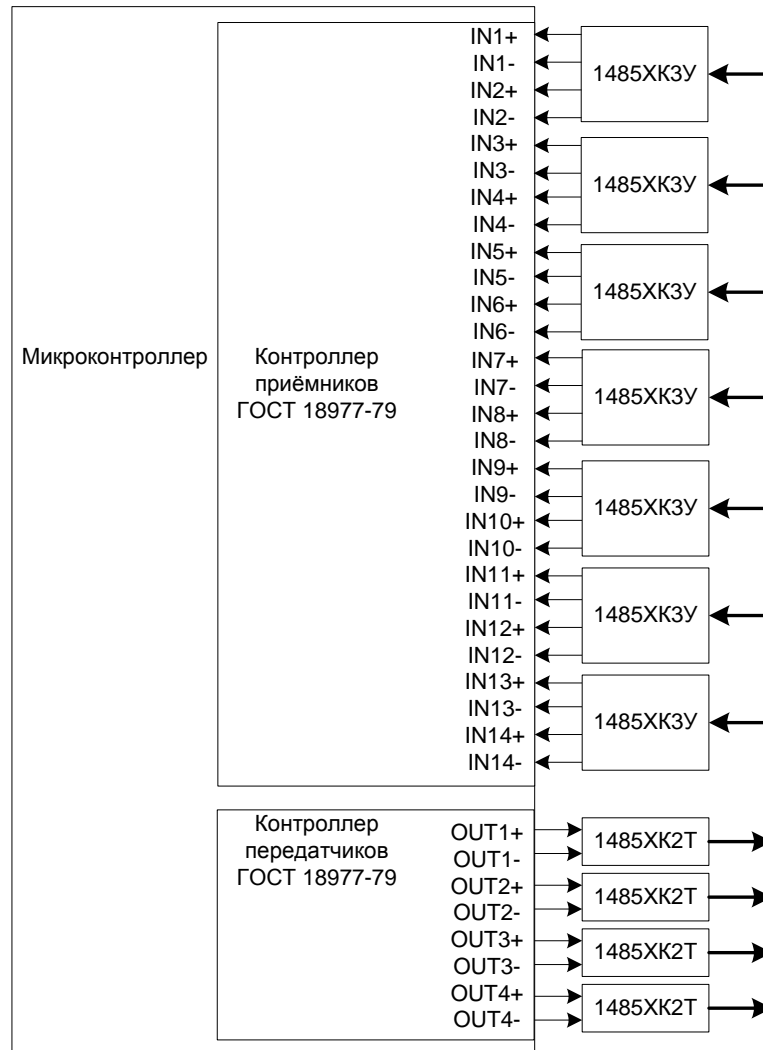 IN1+
IN1-
IN2+
IN2-
1485ХК3У
IN3+
IN3-
IN4+
IN4-
1485ХК3У
IN5+
IN5-
IN6+
IN6-
1485ХК3У
Микроконтроллер
Контроллер
приёмников
ГОСТ 18977-79
IN7+
IN7-
IN8+
IN8-
1485ХК3У
IN9+
IN9-
IN10+
IN10-
1485ХК3У
IN11+
IN11-
IN12+
IN12-
1485ХК3У
IN13+
IN13-
IN14+
IN14-
1485ХК3У
Контроллер
передатчиков
ГОСТ 18977-79
OUT1+
OUT1-
1485ХК2Т
OUT2+
OUT2-
1485ХК2Т
OUT3+
OUT3-
1485ХК2Т
OUT4+
OUT4-
1485ХК2Т